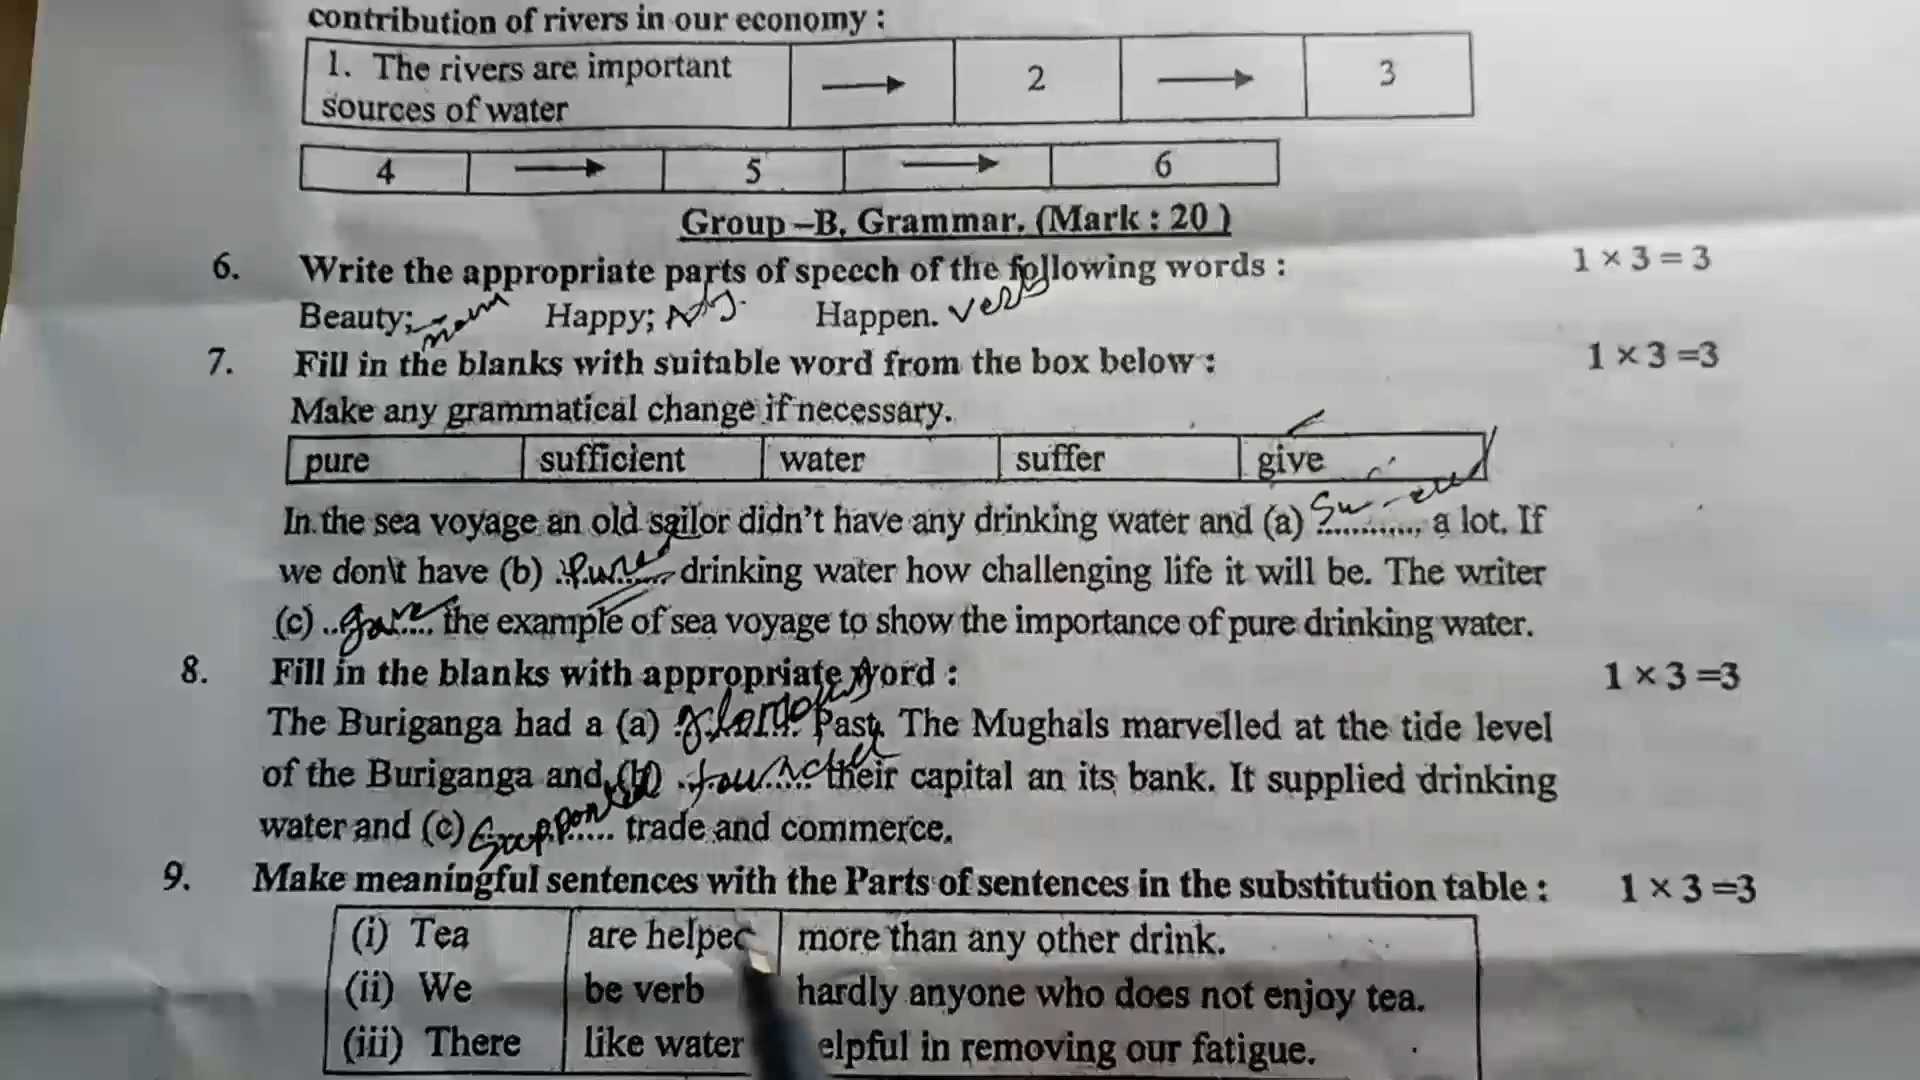 contribution of rivers in our economy :
1. The rivers are important
sources of water
2
3
4
5
6
Group –B, Grammar. (Mark : 20 )
6. Write the appropriate parts of speech of the following words : 1 × 3 = 3
Beauty; noun Happy; Adj. Happen. verb
7. Fill in the blanks with suitable word from the box below : 1 × 3 =3
Make any grammatical change if necessary.
pure sufficient water suffer give
In the sea voyage an old sailor didn't have any drinking water and (a) ........... a lot. If
we don\t have (b) Pure drinking water how challenging life it will be. The writer
(c) ..gave.... the example of sea voyage to show the importance of pure drinking water.
8. Fill in the blanks with appropriate word : 1 × 3 =3
The Buriganga had a (a) past. The Mughals marvelled at the tide level
of the Buriganga and (b) their capital an its bank. It supplied drinking
water and (c) supported trade and commerce.
9. Make meaningful sentences with the Parts of sentences in the substitution table : 1 × 3 =3
(i) Tea are helpec more than any other drink.
(ii) We be verb hardly anyone who does not enjoy tea.
(iii) There like water elpful in removing our fatigue.